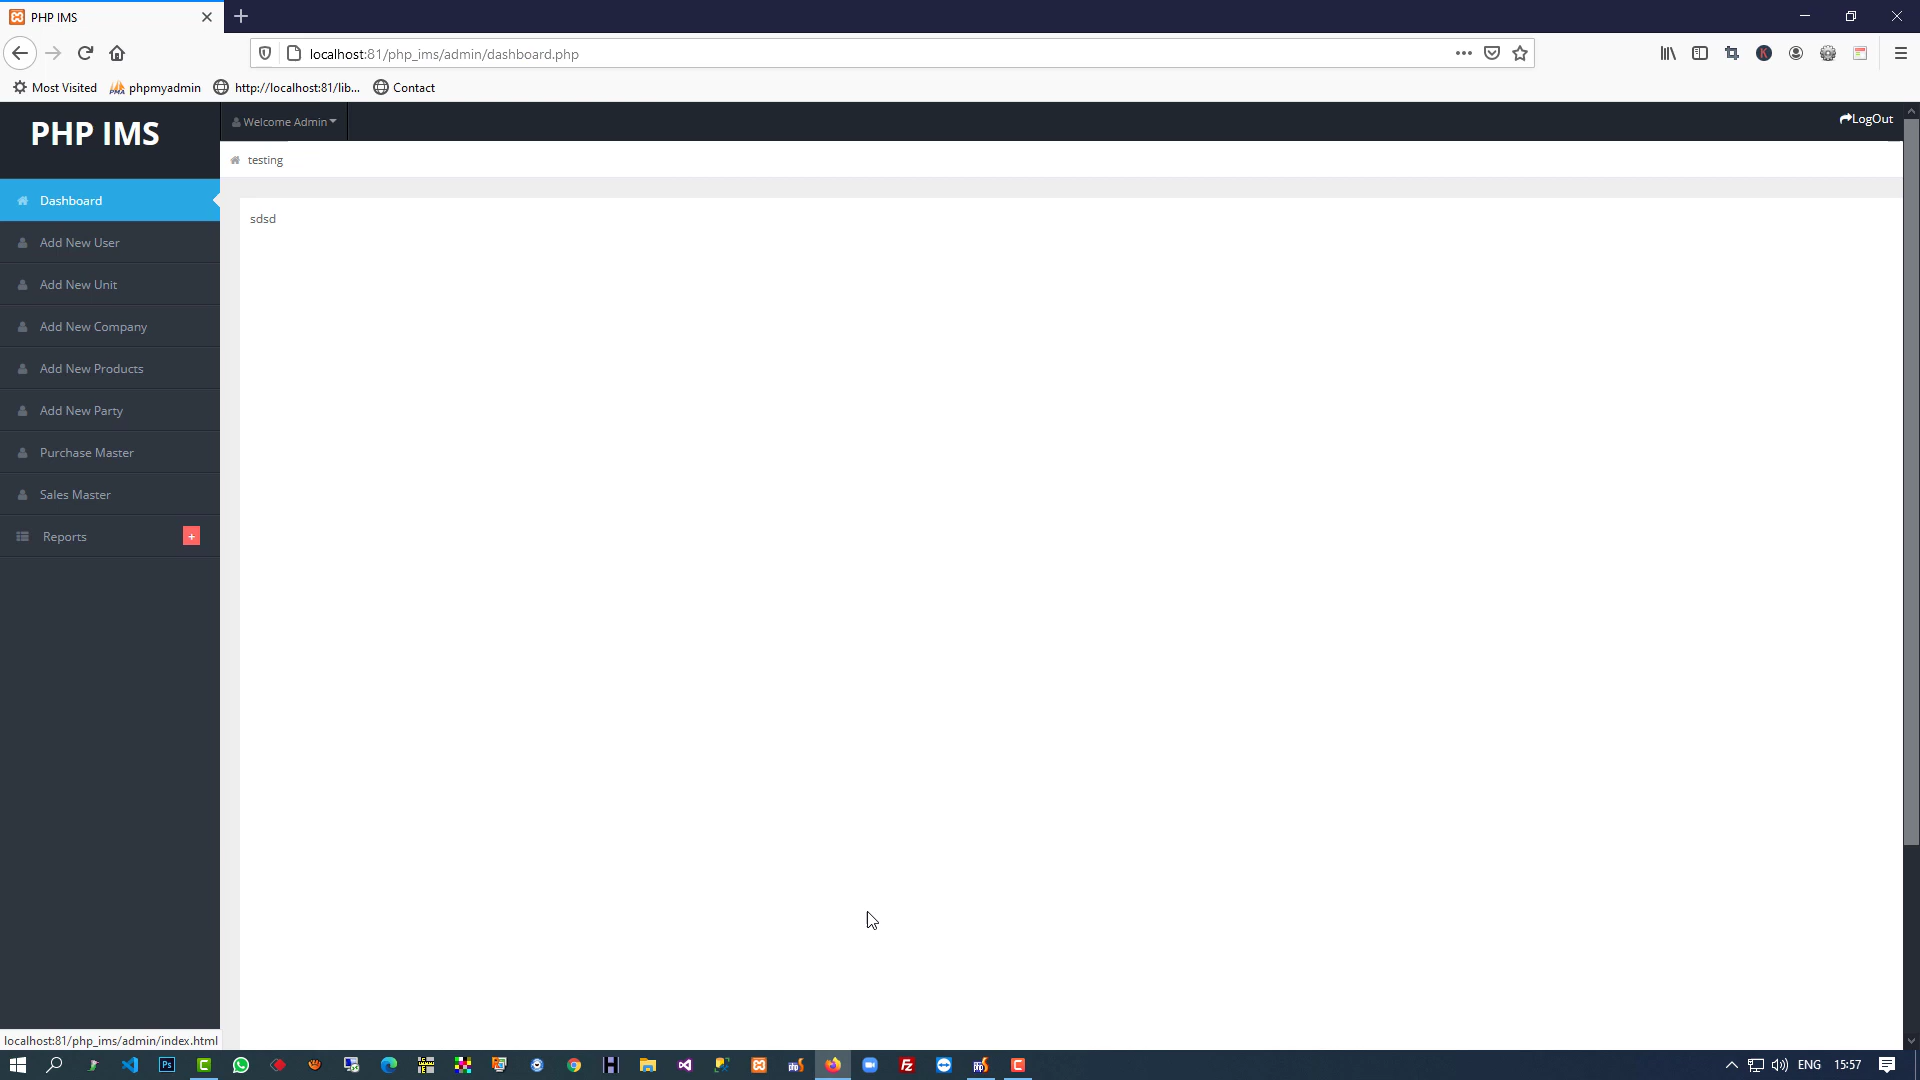 PHP IMS
localhost:81/php_ims/admin/dashboard.php
Most Visited
phpmyadmin
http://localhost:81/lib...
Contact
PHP IMS
Welcome Admin
LogOut
testing
Dashboard
sdsd
Add New User
Add New Unit
Add New Company
Add New Products
Add New Party
Purchase Master
Sales Master
Reports
+
localhost:81/php_ims/admin/index.html
ENG
15:57